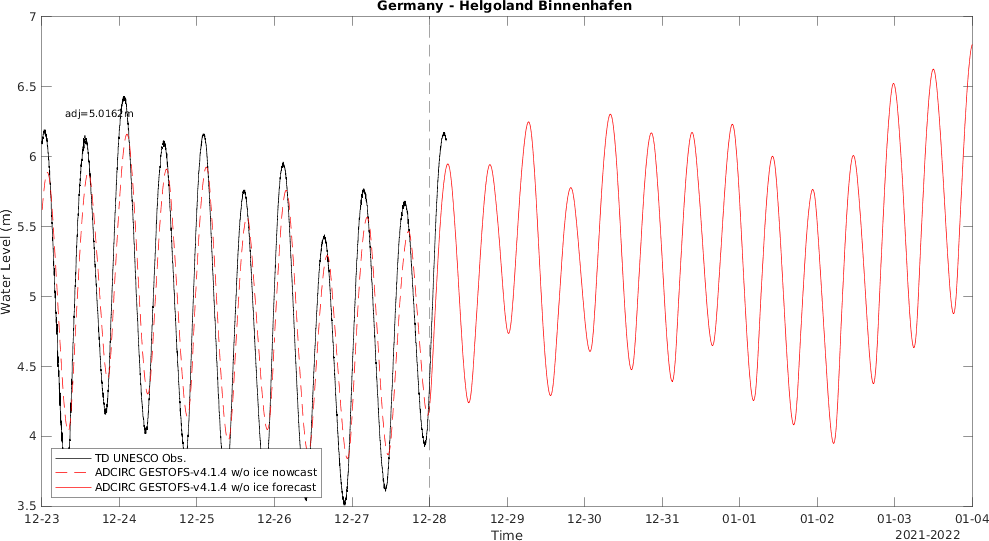 Germany - Helgoland Binnenhafen
7
6.5
6
5.5
5
4.5
4
3.5
Water Level (m)
adj=5.0162m
TD UNESCO Obs.
ADCIRC GESTOFS-v4.1.4 w/o ice nowcast
ADCIRC GESTOFS-v4.1.4 w/o ice forecast
12-23 12-24 12-25 12-26 12-27 12-28 12-29 12-30 12-31 01-01 01-02 01-03 01-04
Time
2021-2022